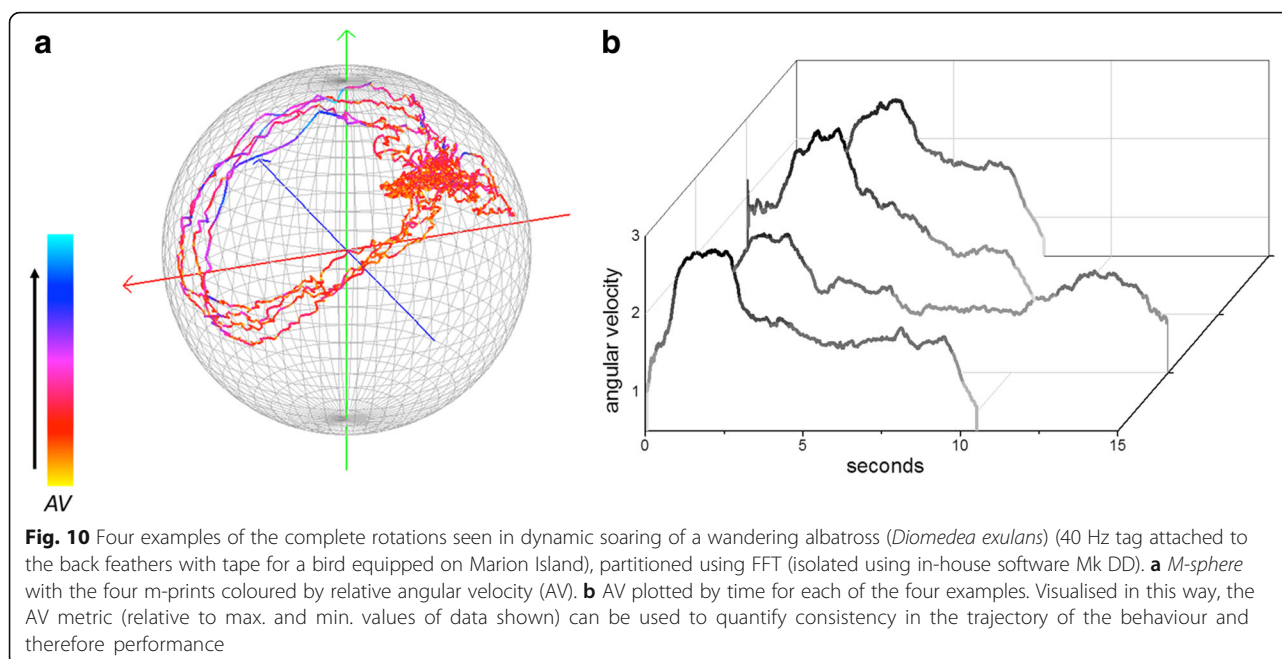 a
b
AV
3
2
1
angular velocity
0
5
10
15
seconds
Fig. 10 Four examples of the complete rotations seen in dynamic soaring of a wandering albatross (Diomedea exulans) (40 Hz tag attached to
the back feathers with tape for a bird equipped on Marion Island), partitioned using FFT (isolated using in-house software Mk DD). a M-sphere
with the four m-prints coloured by relative angular velocity (AV). b AV plotted by time for each of the four examples. Visualised in this way, the
AV metric (relative to max. and min. values of data shown) can be used to quantify consistency in the trajectory of the behaviour and
therefore performance